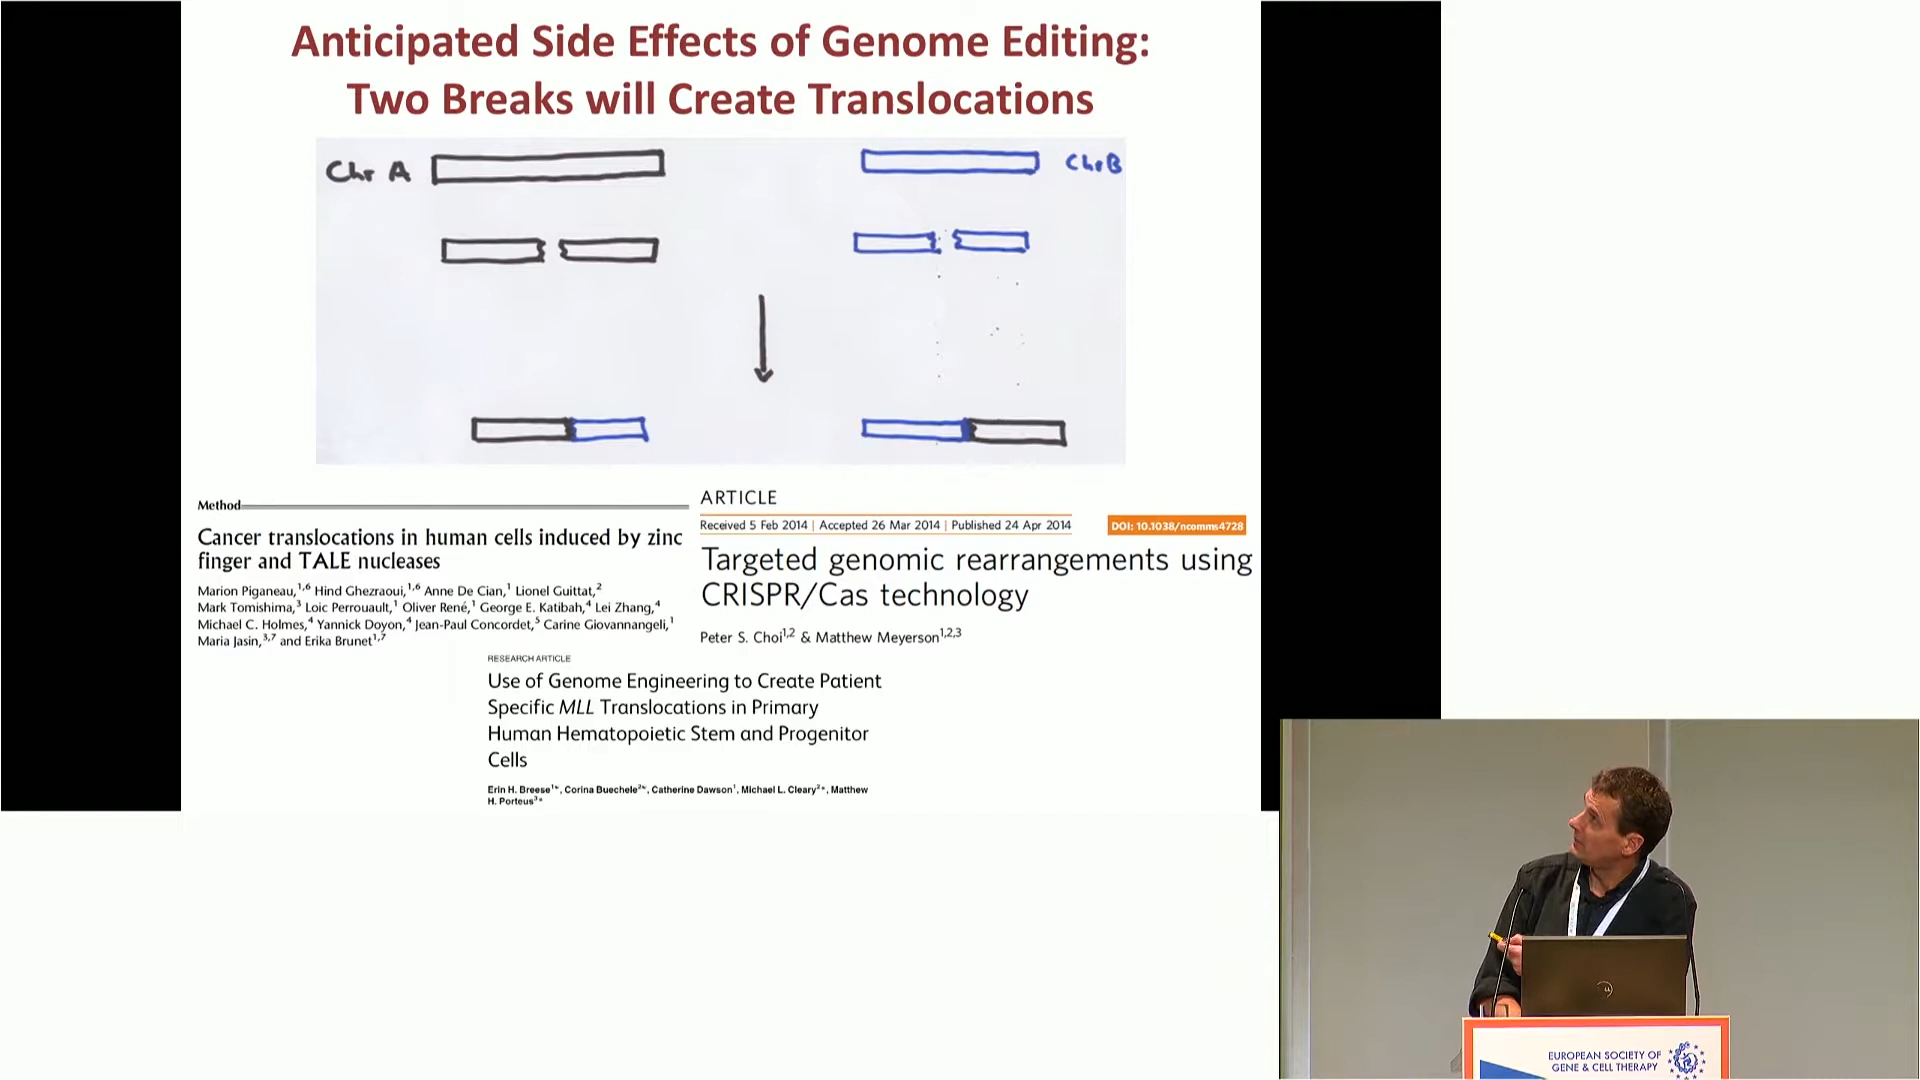 Anticipated Side Effects of Genome Editing:
Two Breaks will Create Translocations
Chr A
Chr B
Method
Cancer translocations in human cells induced by zinc
finger and TALE nucleases
Marion Piganeau,1,6 Hind Ghezraoui,1,6 Anne De Cian,1 Lionel Guittat,2
Mark Tomishima,3 Loic Perrouault,1 Oliver René,1 George E. Katibah,4 Lei Zhang,4
Michael C. Holmes,4 Yannick Doyon,4 Jean-Paul Concordet,5 Carine Giovannangeli,1
Maria Jasin,3,7 and Erika Brunet1,7
ARTICLE
Received 5 Feb 2014 | Accepted 26 Mar 2014 | Published 24 Apr 2014
DOI: 10.1038/ncomms4728
Targeted genomic rearrangements using
CRISPR/Cas technology
Peter S. Choi1,2 & Matthew Meyerson1,2,3
RESEARCH ARTICLE
Use of Genome Engineering to Create Patient
Specific MLL Translocations in Primary
Human Hematopoietic Stem and Progenitor
Cells
Erin H. Breese1*, Corina Buechele2*, Catherine Dawson1, Michael L. Cleary2*, Matthew
H. Porteus3*
EUROPEAN SOCIETY OF
GENE & CELL THERAPY